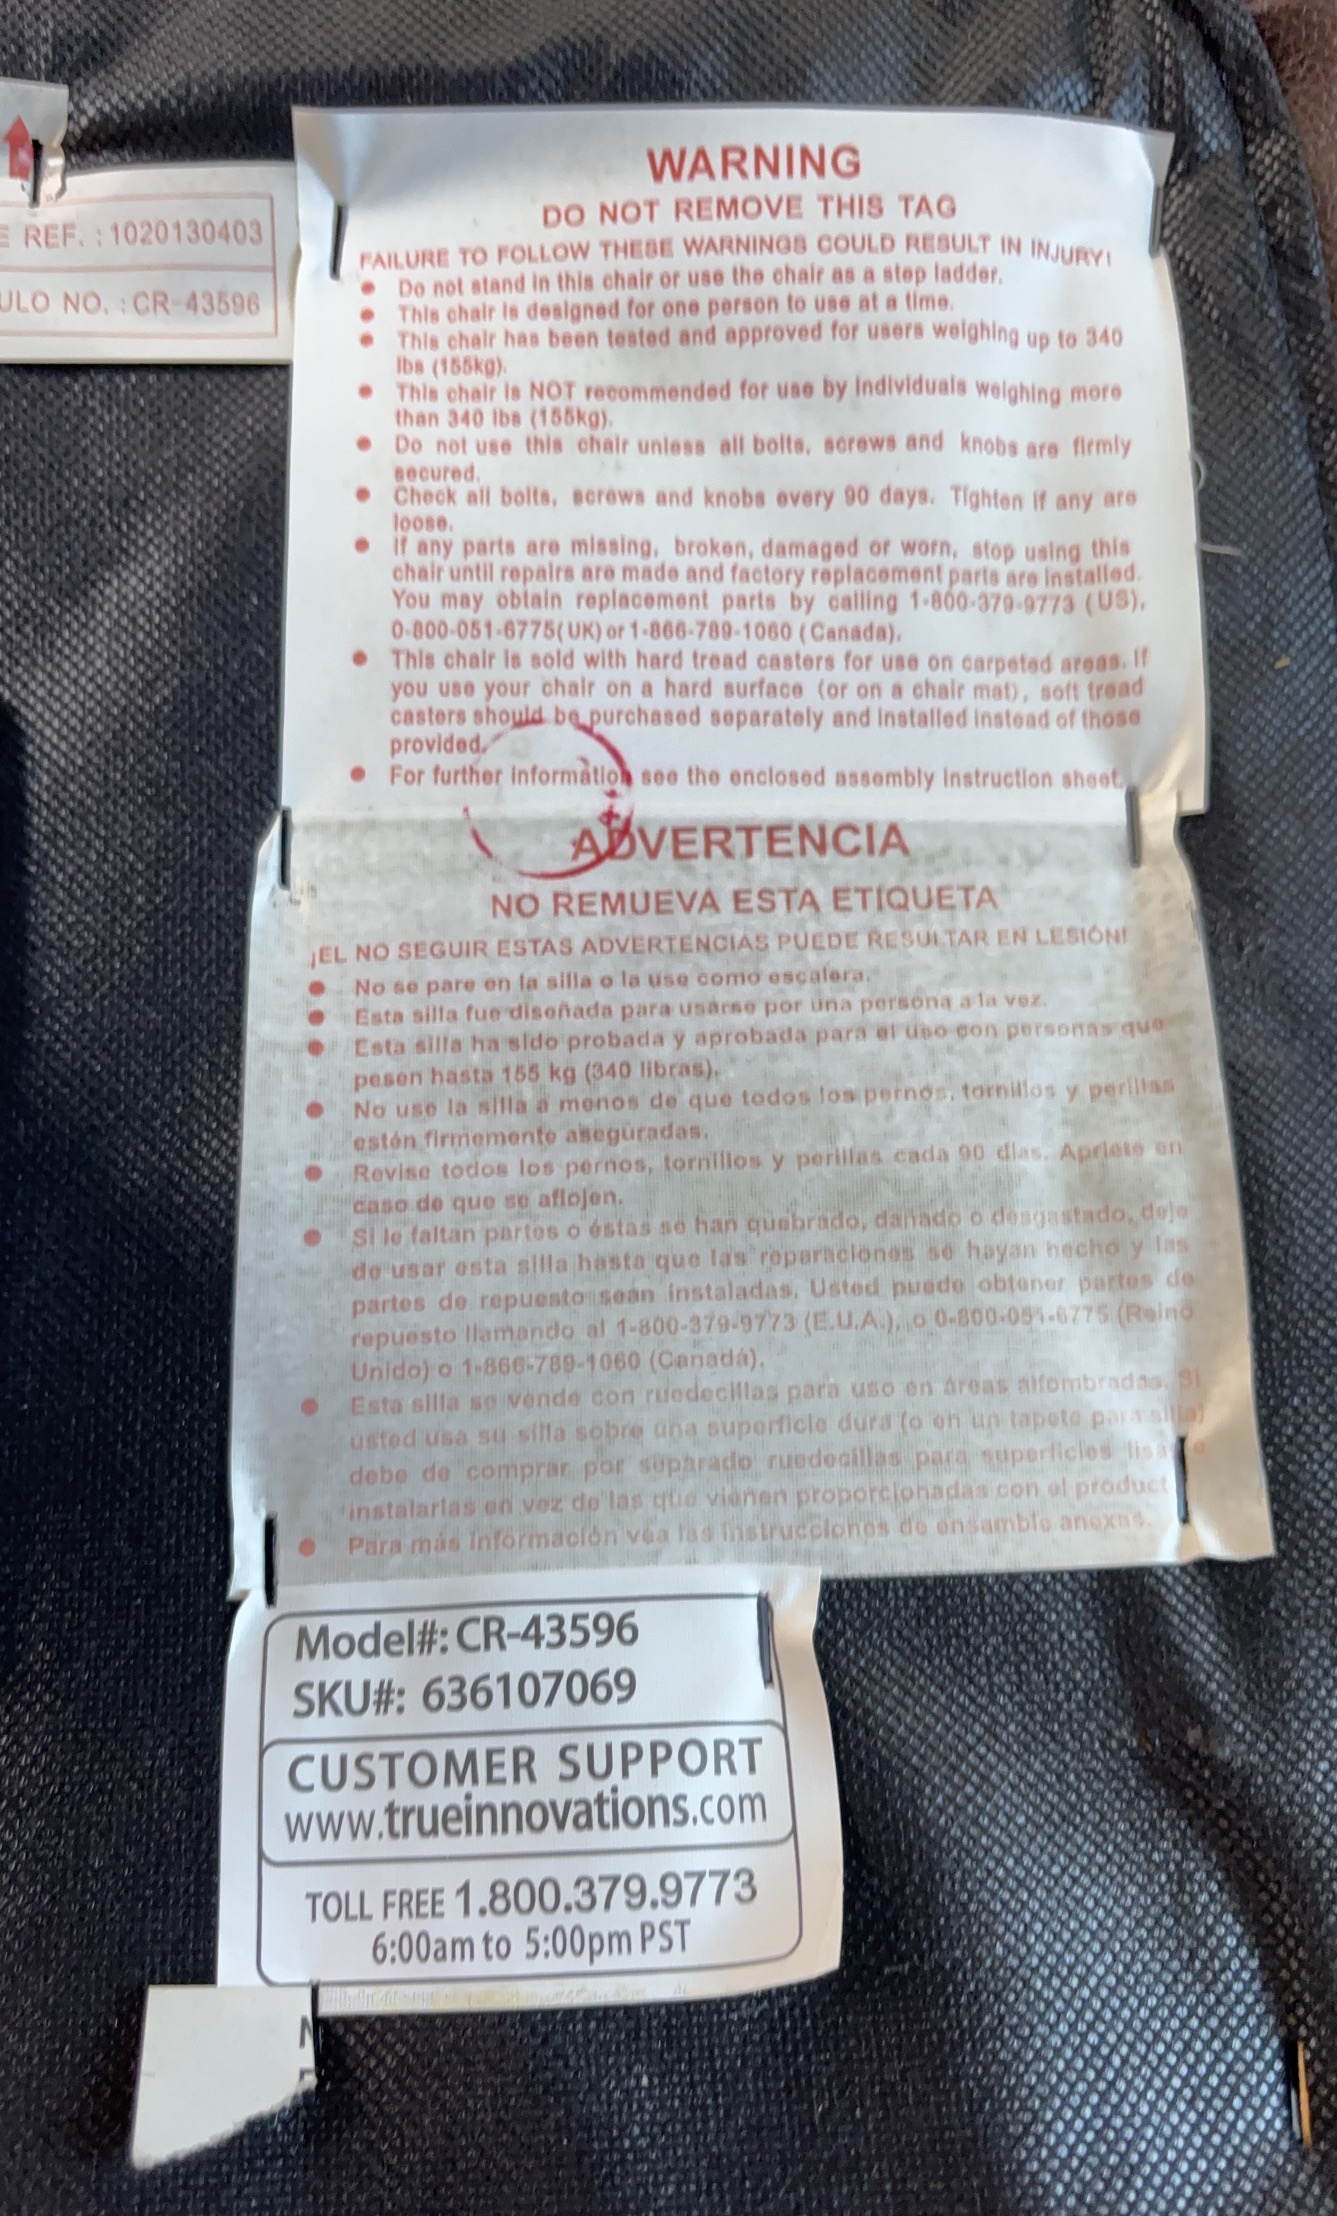 E REF. : 1020130403
ULO NO. : CR-43596
WARNING
DO NOT REMOVE THIS TAG
FAILURE TO FOLLOW THESE WARNINGS COULD RESULT IN INJURY!
● Do not stand in this chair or use the chair as a step ladder.
● This chair is designed for one person to use at a time.
● This chair has been tested and approved for users weighing up to 340
lbs (155kg).
● This chair is NOT recommended for use by individuals weighing more
than 340 lbs (155kg).
● Do not use this chair unless all bolts, screws and knobs are firmly
secured.
● Check all bolts, screws and knobs every 90 days. Tighten if any are
loose.
● If any parts are missing, broken, damaged or worn, stop using this
chair until repairs are made and factory replacement parts are installed.
You may obtain replacement parts by calling 1-800-379-9773 (US),
0-800-051-6775(UK) or 1-866-789-1060 (Canada).
● This chair is sold with hard tread casters for use on carpeted areas. If
you use your chair on a hard surface (or on a chair mat), soft tread
casters should be purchased separately and installed instead of those
provided.
● For further information see the enclosed assembly instruction sheet.
ADVERTENCIA
NO REMUEVA ESTA ETIQUETA
¡EL NO SEGUIR ESTAS ADVERTENCIAS PUEDE RESULTAR EN LESIÓN!
● No se pare en la silla o la use como escalera.
● Esta silla fue diseñada para usarse por una persona a la vez.
● Esta silla ha sido probada y aprobada para el uso con personas que
pesen hasta 155 kg (340 libras).
● No use la silla a menos de que todos los pernos, tornillos y perillas
estén firmemente aseguradas.
● Revise todos los pernos, tornillos y perillas cada 90 días. Apriete en
caso de que se aflojen.
● Si le faltan partes o éstas se han quebrado, dañado o desgastado, deje
de usar esta silla hasta que las reparaciones se hayan hecho y las
partes de repuesto sean instaladas. Usted puede obtener partes de
repuesto llamando al 1-800-379-9773 (E.U.A.), o 0-800-051-6775 (Reino
Unido) o 1-866-789-1060 (Canadá).
● Esta silla se vende con ruedecillas para uso en áreas alfombradas. Si
usted usa su silla sobre una superficie dura (o en un tapete para silla)
debe de comprar por suparado ruedecillas para superficies lisa e
instalarlas en vez de las que vienen proporcionadas con el product
● Para más información vea las instrucciones de ensamble anexas.
Model#: CR-43596
SKU#: 636107069
CUSTOMER SUPPORT
www.trueinnovations.com
TOLL FREE 1.800.379.9773
6:00am to 5:00pm PST